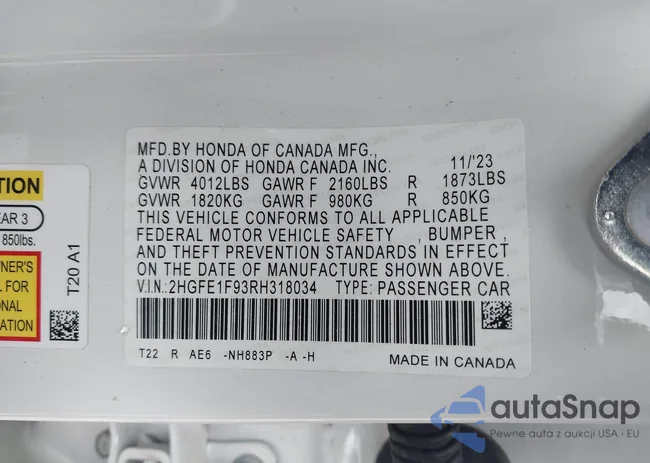 MFD.BY HONDA OF CANADA MFG.,
A DIVISION OF HONDA CANADA INC. 11/'23
GVWR 4012LBS GAWR F 2160LBS R 1873LBS
GVWR 1820KG GAWR F 980KG R 850KG
THIS VEHICLE CONFORMS TO ALL APPLICABLE
FEDERAL MOTOR VEHICLE SAFETY , BUMPER ,
AND THEFT PREVENTION STANDARDS IN EFFECT
ON THE DATE OF MANUFACTURE SHOWN ABOVE.
V.I.N.:2HGFE1F93RH318034 TYPE: PASSENGER CAR
T22 R AE6 -NH883P -A -H
MADE IN CANADA
TION
EAR 3
850lbs.
NER'S
L FOR
ONAL
TION
T20 A1
autaSnap
Pewne auta z aukcji USA i EU